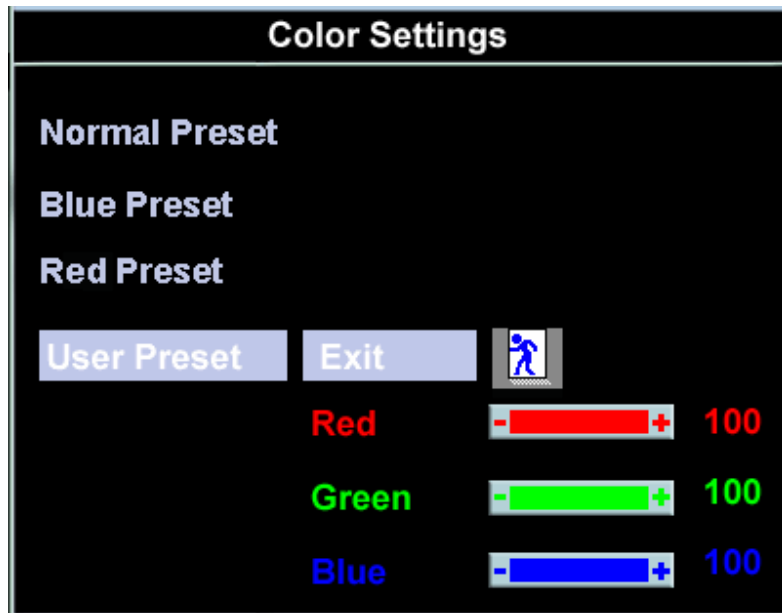 Color Settings
Normal Preset
Blue Preset
Red Preset
User Preset Exit
Red - + 100
Green - + 100
Blue - + 100